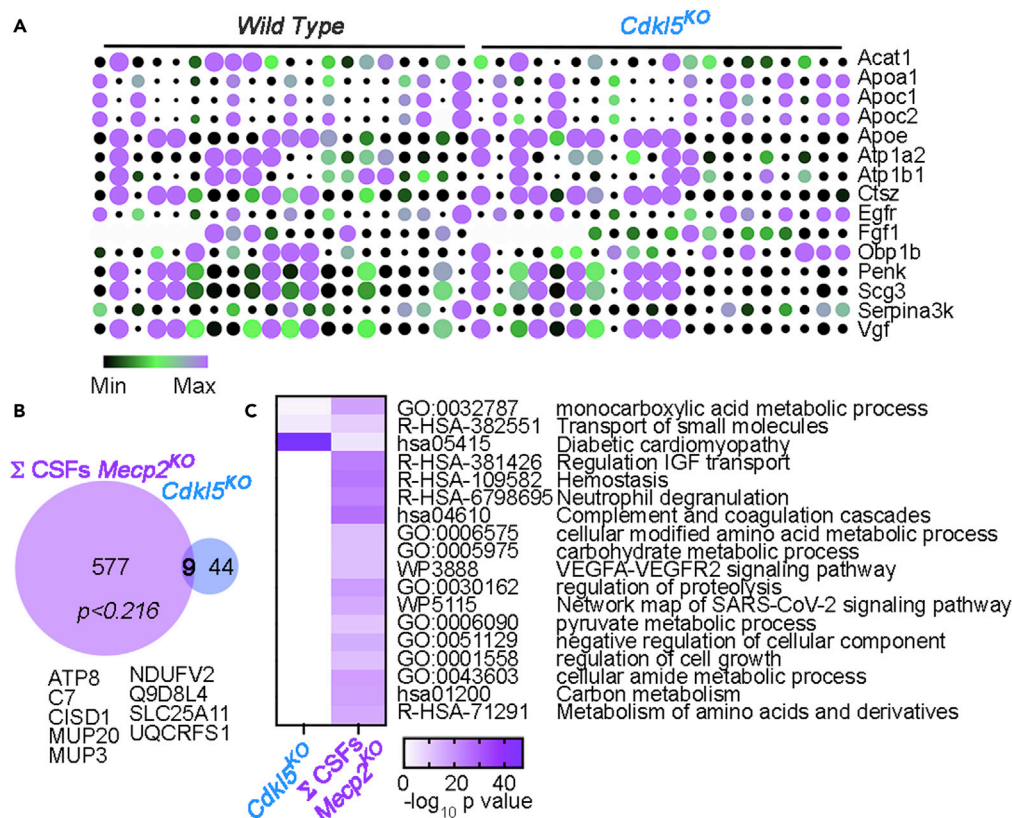 A
Wild Type Cdkl5KO
Acat1
Apoa1
Apoc1
Apoc2
Apoe
Atp1a2
Atp1b1
Ctsz
Egfr
Fgf1
Obp1b
Penk
Scg3
Serpina3k
Vgf
Min Max
B
Σ CSFs Mecp2KO
Cdkl5KO
577 9 44
p<0.216
ATP8
C7
CISD1
MUP20
MUP3
NDUFV2
Q9D8L4
SLC25A11
UQCRFS1
C
GO:0032787 monocarboxylic acid metabolic process
R-HSA-382551 Transport of small molecules
hsa05415 Diabetic cardiomyopathy
R-HSA-381426 Regulation IGF transport
R-HSA-109582 Hemostasis
R-HSA-6798695 Neutrophil degranulation
hsa04610 Complement and coagulation cascades
GO:0006575 cellular modified amino acid metabolic process
GO:0005975 carbohydrate metabolic process
WP3888 VEGFA-VEGFR2 signaling pathway
GO:0030162 regulation of proteolysis
WP5115 Network map of SARS-CoV-2 signaling pathway
GO:0006090 pyruvate metabolic process
GO:0051129 negative regulation of cellular component
GO:0001558 regulation of cell growth
GO:0043603 cellular amide metabolic process
hsa01200 Carbon metabolism
R-HSA-71291 Metabolism of amino acids and derivatives
Cdkl5KO
Σ CSFs
Mecp2KO
0 20 40
-log10 p value